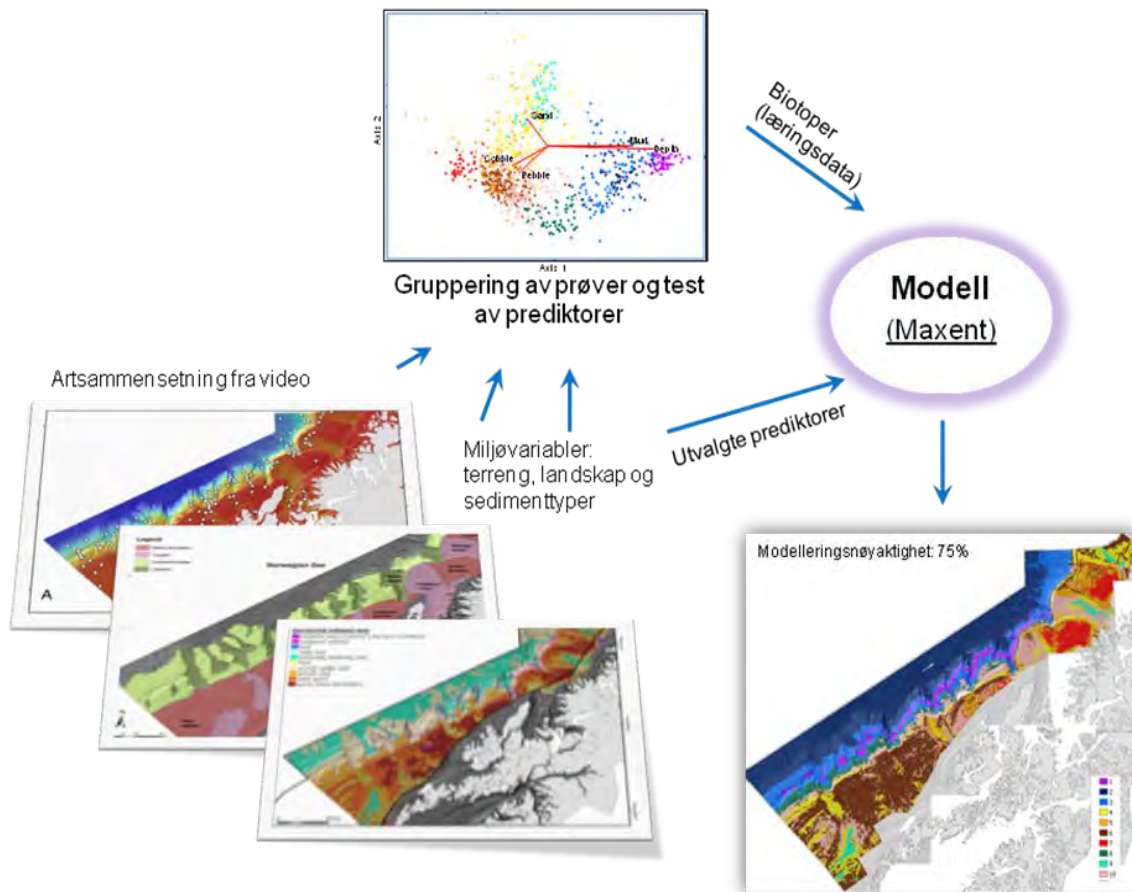 Axis 2
Sand
Mud
Depth
Cobble
Pebble
Axis 1
Gruppering av prøver og test
av prediktorer
Biotoper
(læringsdata)
Modell
(Maxent)
Artsammensetning fra video
Miljøvariabler:
terreng, landskap og
sedimenttyper
Utvalgte prediktorer
A
Legend
Norwegian Sea
Modelleringsnøyaktighet: 75%
1
2
3
4
5
6
7
8
9
10